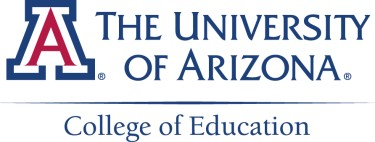 A® THE UNIVERSITY
OF ARIZONA®
College of Education